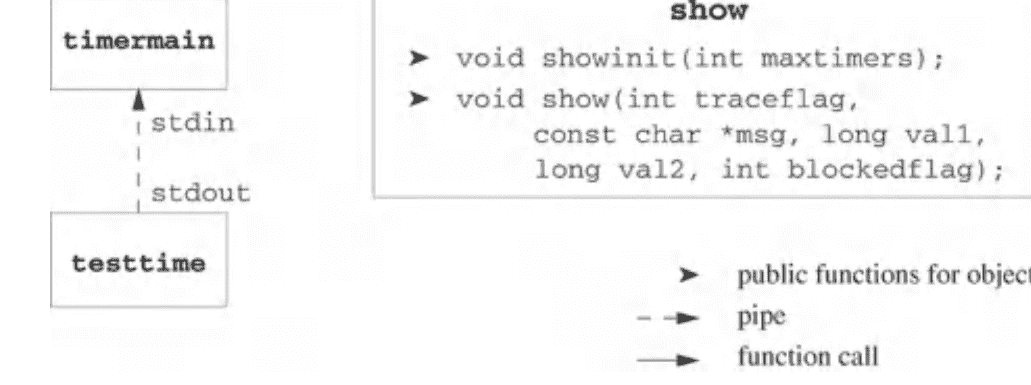 timermain
stdin
stdout
testtime
show
➤ void showinit(int maxtimers);
➤ void show(int traceflag,
const char *msg, long val1,
long val2, int blockedflag);
➤ public functions for object
pipe
function call